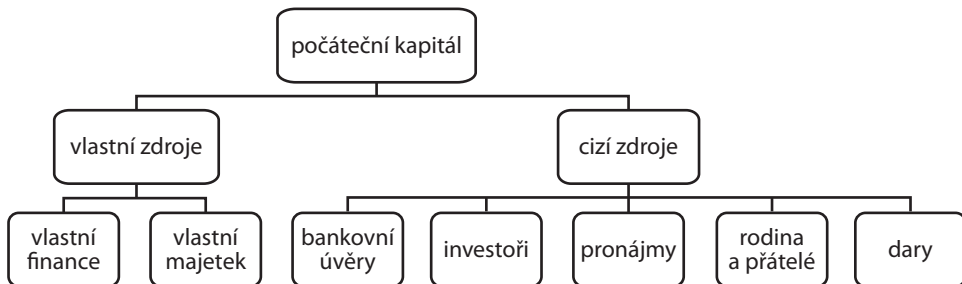 počáteční kapitál
vlastní zdroje
cizí zdroje
vlastní
finance
vlastní
majetek
bankovní
úvěry
investoři
pronájmy
rodina
a přátelé
dary